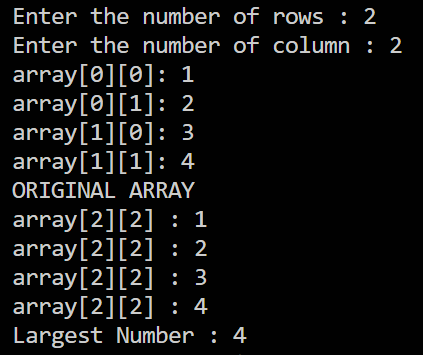 Enter the number of rows : 2
Enter the number of column : 2
array[0][0]: 1
array[0][1]: 2
array[1][0]: 3
array[1][1]: 4
ORIGINAL ARRAY
array[2][2] : 1
array[2][2] : 2
array[2][2] : 3
array[2][2] : 4
Largest Number : 4